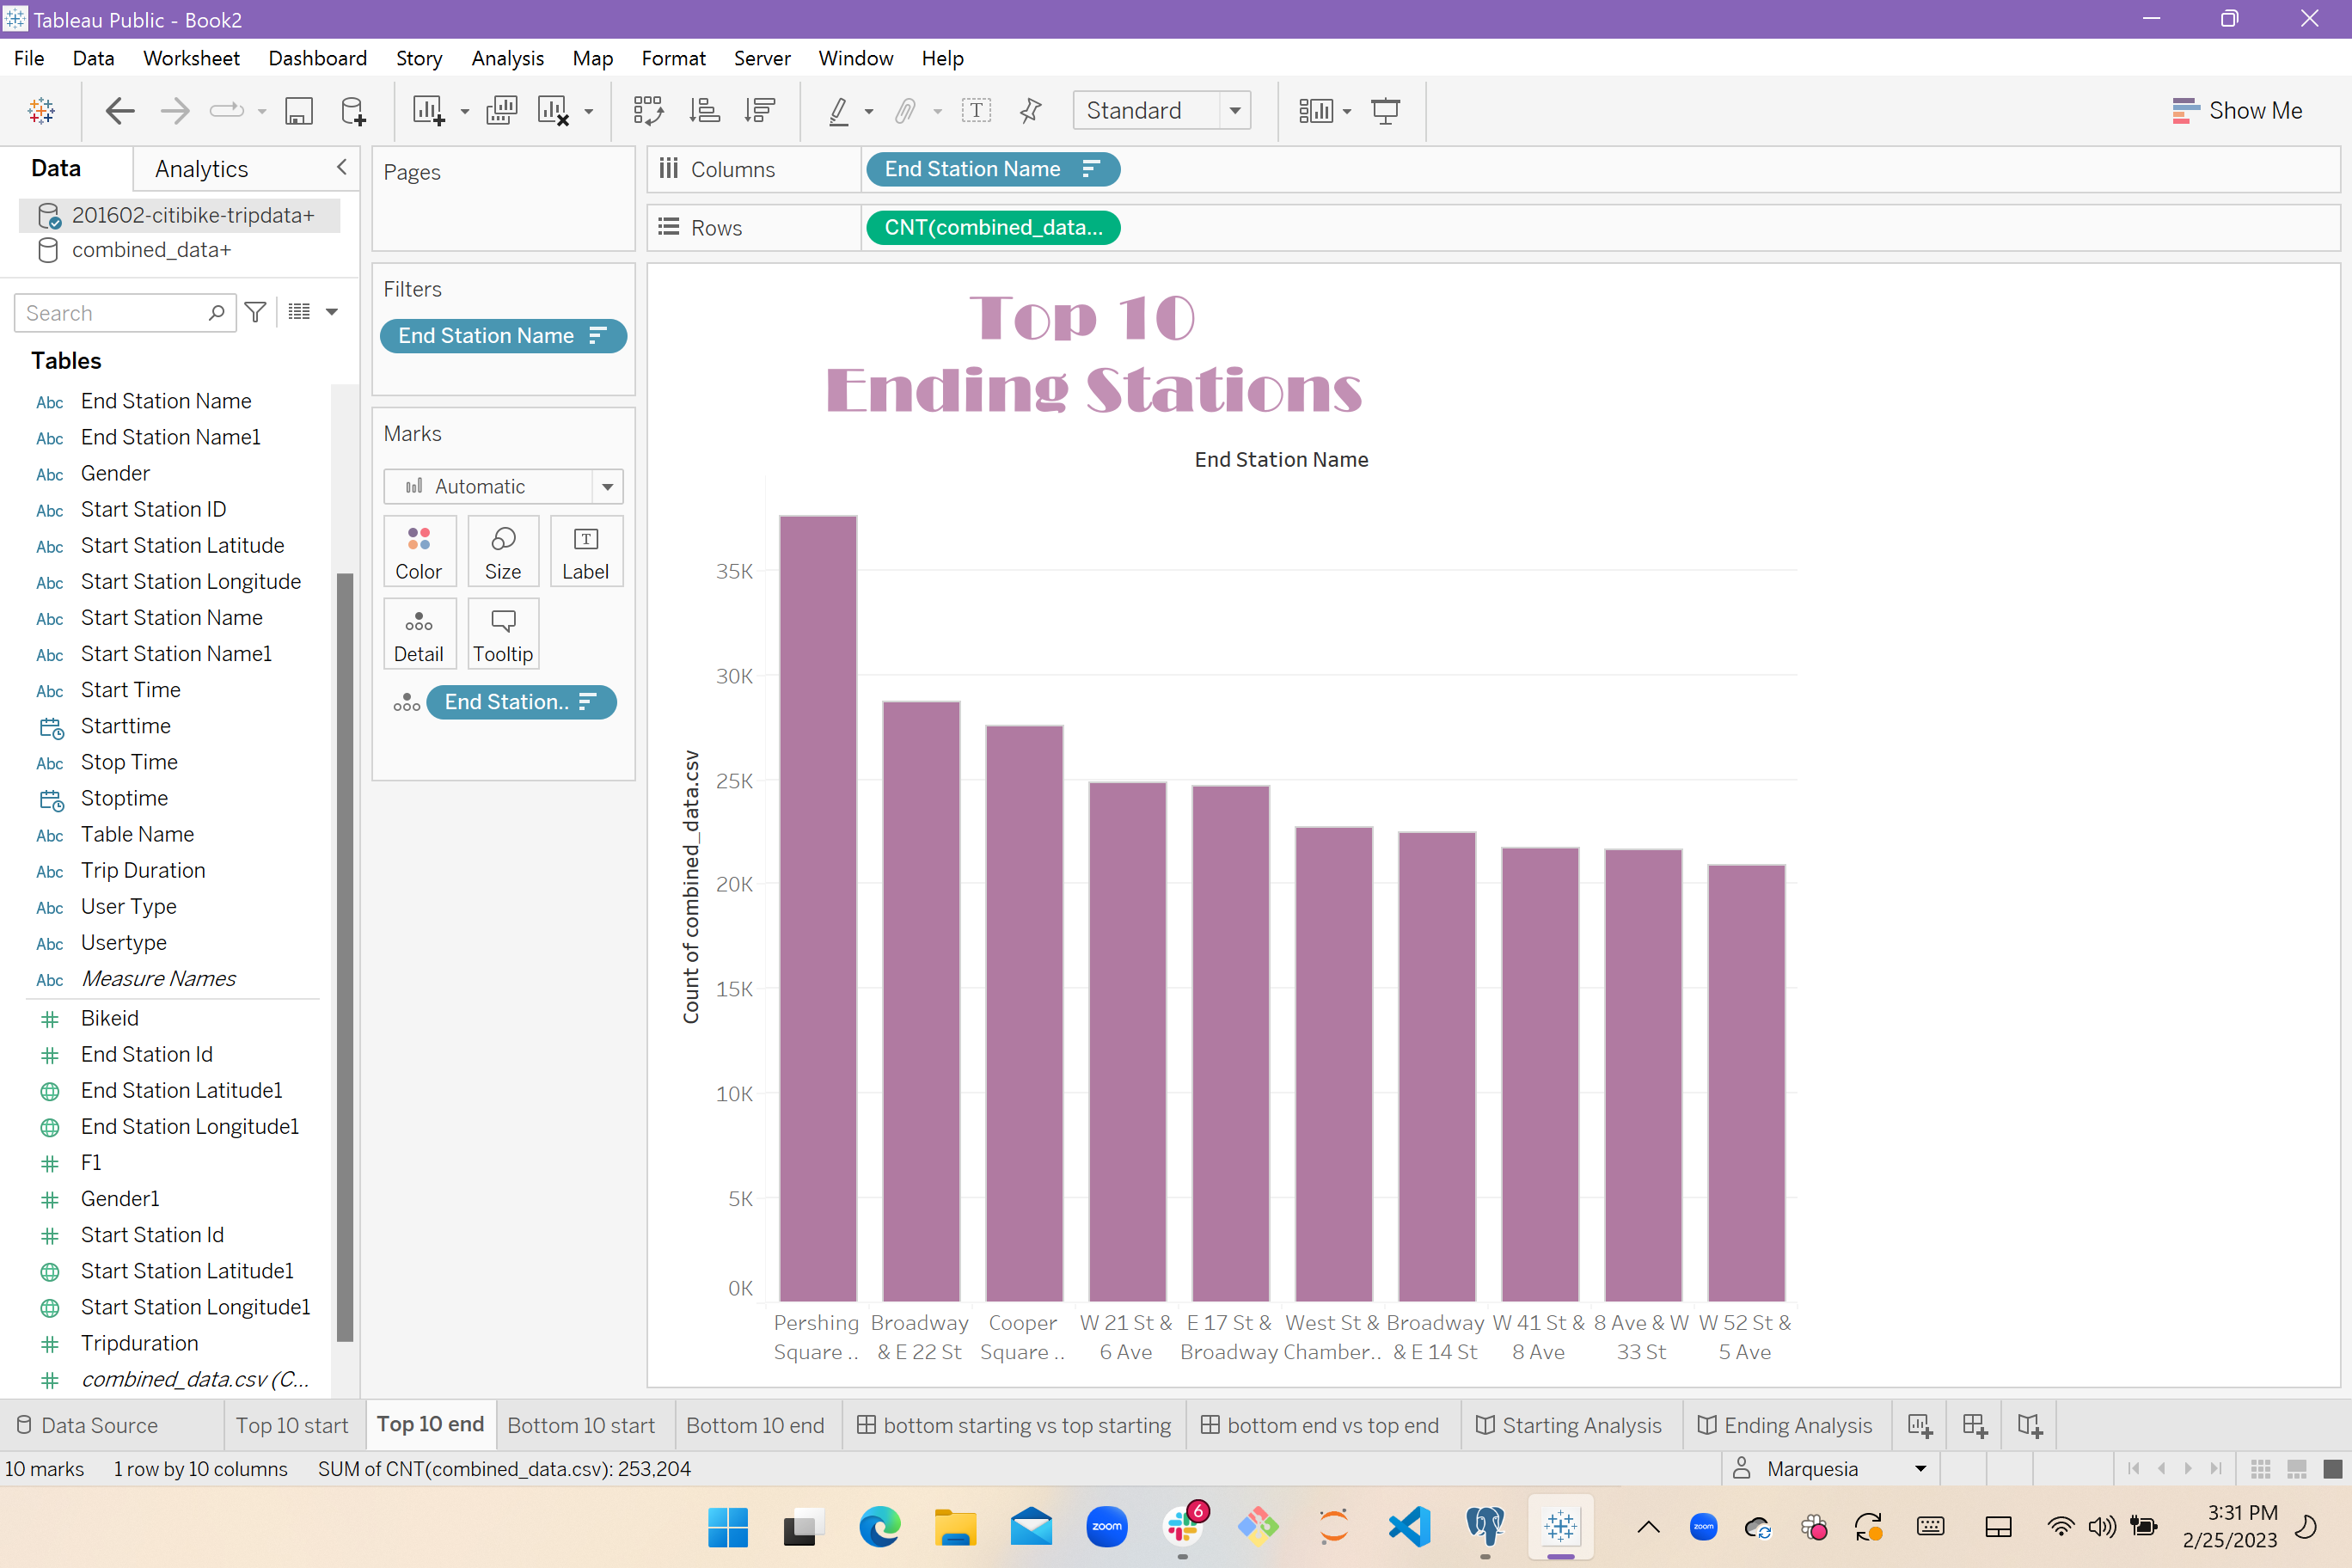 Tableau Public - Book2
File Data Worksheet Dashboard Story Analysis Map Format Server Window Help
Standard
Show Me
Data Analytics
201602-citibike-tripdata+
combined_data+
Search
Tables
Abc End Station Name
Abc End Station Name1
Abc Gender
Abc Start Station ID
Abc Start Station Latitude
Abc Start Station Longitude
Abc Start Station Name
Abc Start Station Name1
Abc Start Time
Starttime
Abc Stop Time
Stoptime
Abc Table Name
Abc Trip Duration
Abc User Type
Abc Usertype
Abc Measure Names
Bikeid
End Station Id
End Station Latitude1
End Station Longitude1
F1
Gender1
Start Station Id
Start Station Latitude1
Start Station Longitude1
Tripduration
combined_data.csv (C...
Pages
Filters
End Station Name
Marks
Automatic
Color Size Label
Detail Tooltip
End Station..
Columns End Station Name
Rows CNT(combined_data...
Top 10
Ending Stations
End Station Name
Count of combined_data.csv
35K
30K
25K
20K
15K
10K
5K
0K
Pershing Square ..
Broadway & E 22 St
Cooper Square ..
W 21 St & 6 Ave
E 17 St & Broadway
West St & Chamber..
Broadway & E 14 St
W 41 St & 8 Ave
8 Ave & W 33 St
W 52 St & 5 Ave
Data Source Top 10 start Top 10 end Bottom 10 start Bottom 10 end bottom starting vs top starting bottom end vs top end Starting Analysis Ending Analysis
10 marks 1 row by 10 columns SUM of CNT(combined_data.csv): 253,204 Marquesia
zoom 6 zoom
3:31 PM
2/25/2023